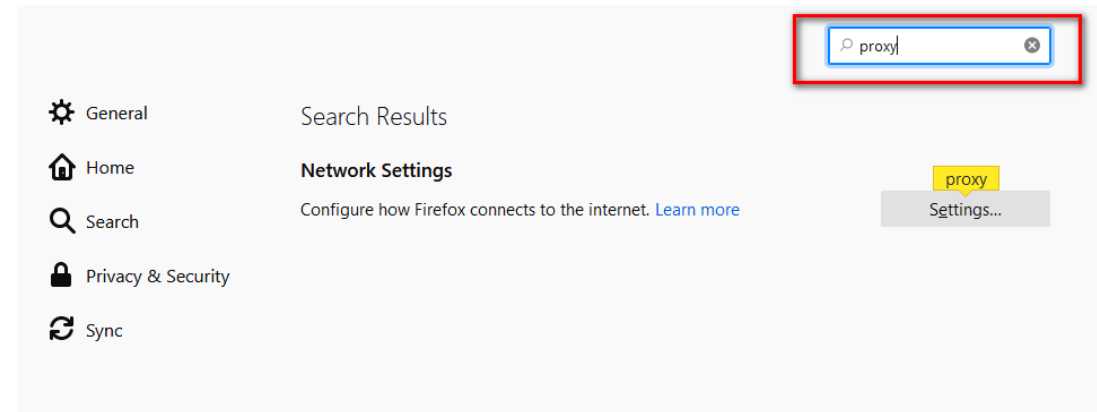 proxy
General
Home
Search
Privacy & Security
Sync
Search Results
Network Settings
Configure how Firefox connects to the internet. Learn more
proxy
Settings...